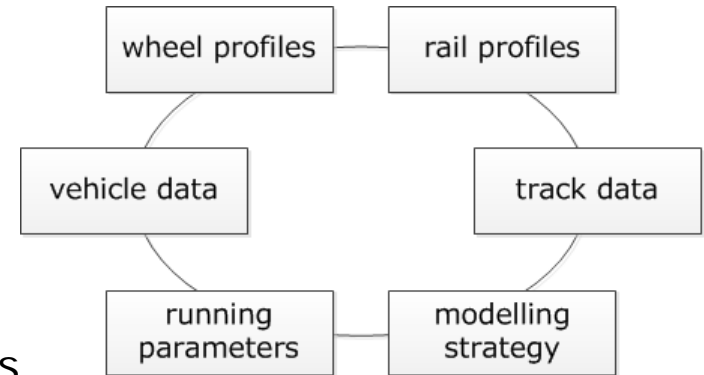 wheel profiles
rail profiles
vehicle data
track data
running
parameters
modelling
strategy
s